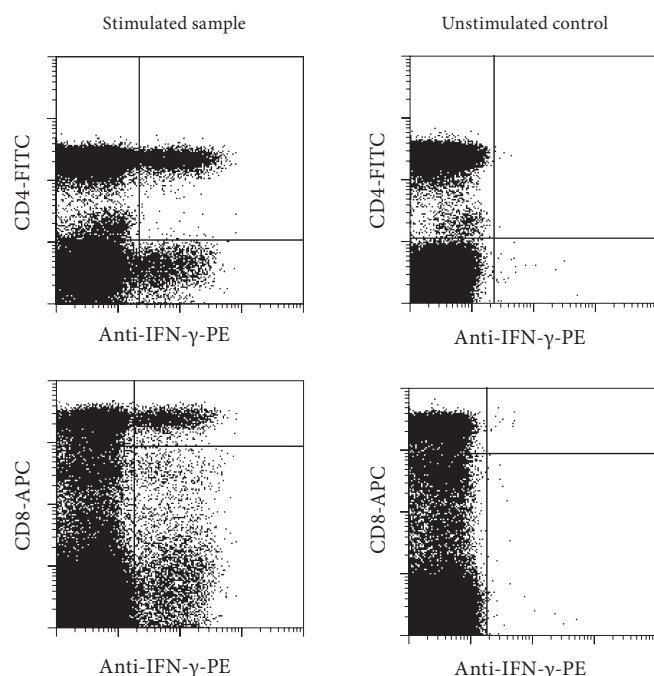 Stimulated sample
Unstimulated control
CD4-FITC
Anti-IFN-γ-PE
CD4-FITC
Anti-IFN-γ-PE
CD8-APC
Anti-IFN-γ-PE
CD8-APC
Anti-IFN-γ-PE